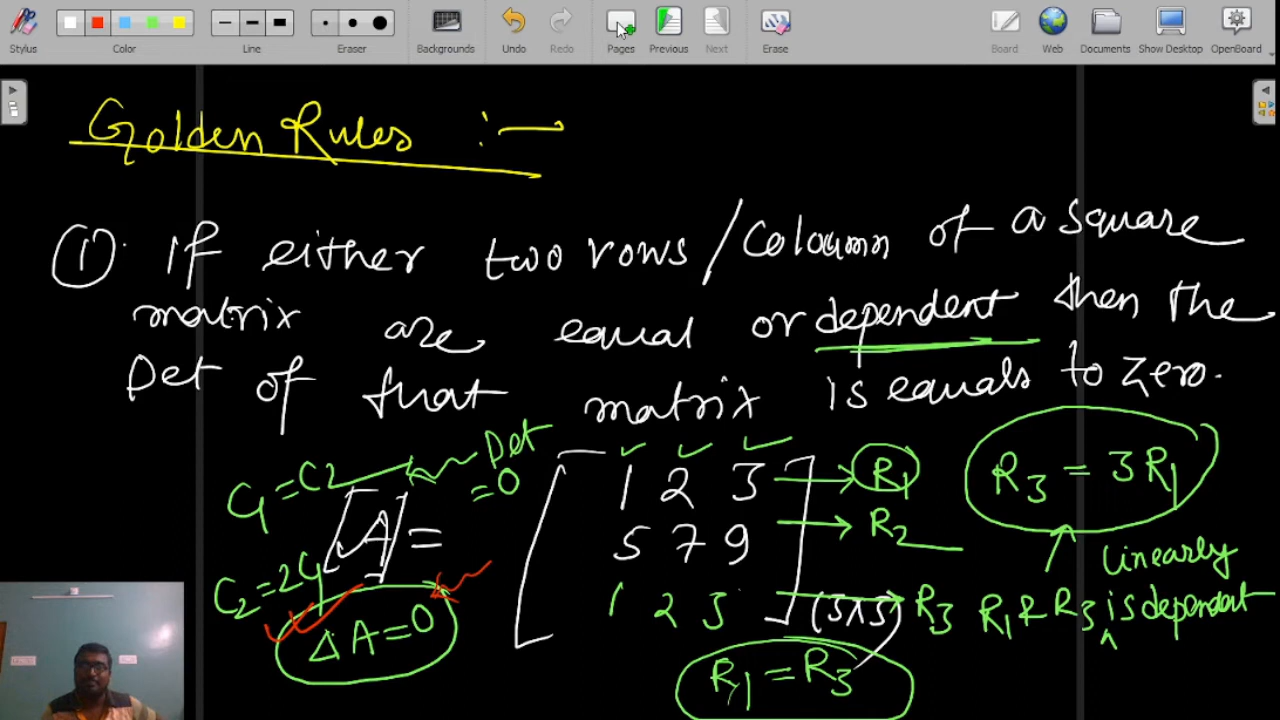 Stylus Color Line Eraser Backgrounds Undo Redo Pages Previous Next Erase Board Web Documents Show Desktop OpenBoard
Golden Rules :-
① If either two rows/Coloumn of a square
matrix are equal or dependent then the
Det of that matrix is equals to zero.
C1 = C2 Det = 0
[A] =
1 2 3 → R1
5 7 9 → R2
1 2 3 → R3
(3×3)
R3 = 3R1
Linearly
R1 & R3 is dependent
C2 = 2C1
ΔA = 0
R1 = R3